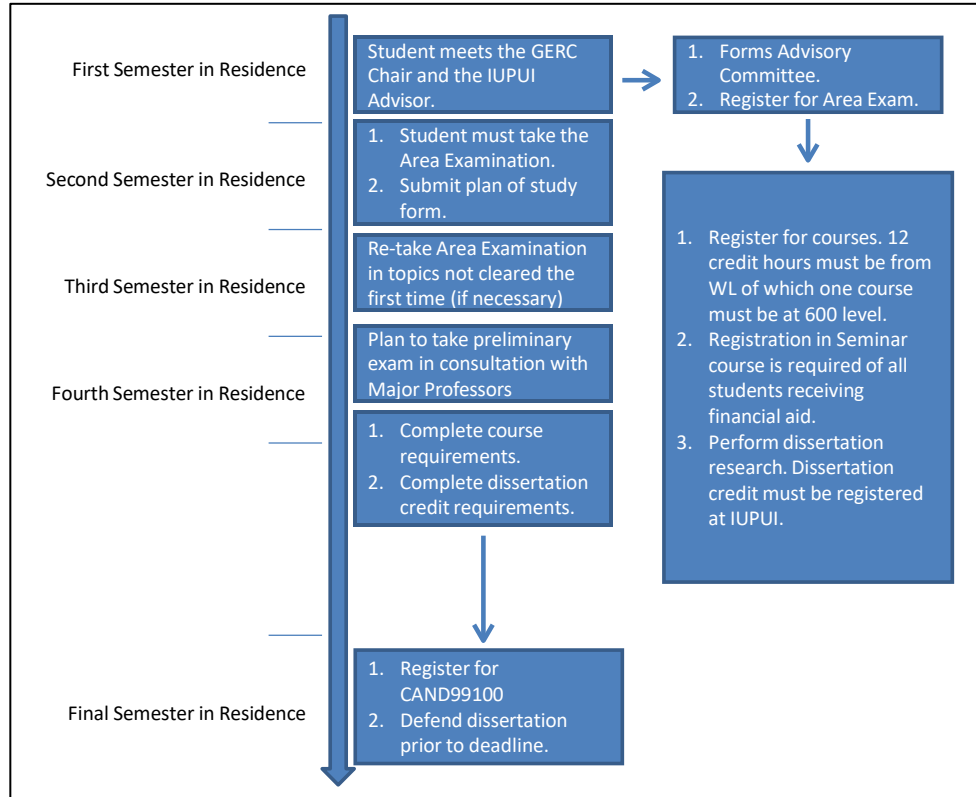 First Semester in Residence
Student meets the GERC
Chair and the IUPUI
Advisor.
1. Forms Advisory
Committee.
2. Register for Area Exam.
Second Semester in Residence
1. Student must take the
Area Examination.
2. Submit plan of study
form.
1. Register for courses. 12
credit hours must be from
WL of which one course
must be at 600 level.
2. Registration in Seminar
course is required of all
students receiving
financial aid.
3. Perform dissertation
research. Dissertation
credit must be registered
at IUPUI.
Third Semester in Residence
Re-take Area Examination
in topics not cleared the
first time (if necessary)
Fourth Semester in Residence
Plan to take preliminary
exam in consultation with
Major Professors
1. Complete course
requirements.
2. Complete dissertation
credit requirements.
Final Semester in Residence
1. Register for
CAND99100
2. Defend dissertation
prior to deadline.